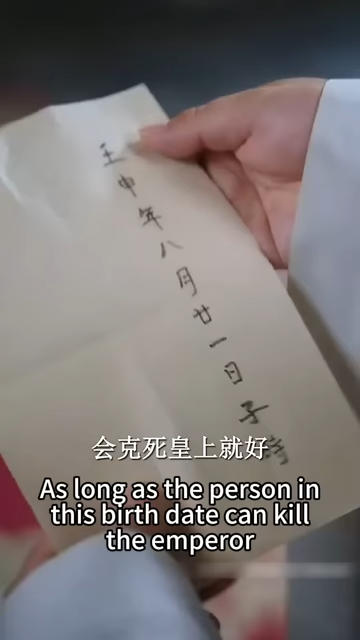 壬申年八月廿一日子時
会克死皇上就好
As long as the person in
this birth date can kill
the emperor